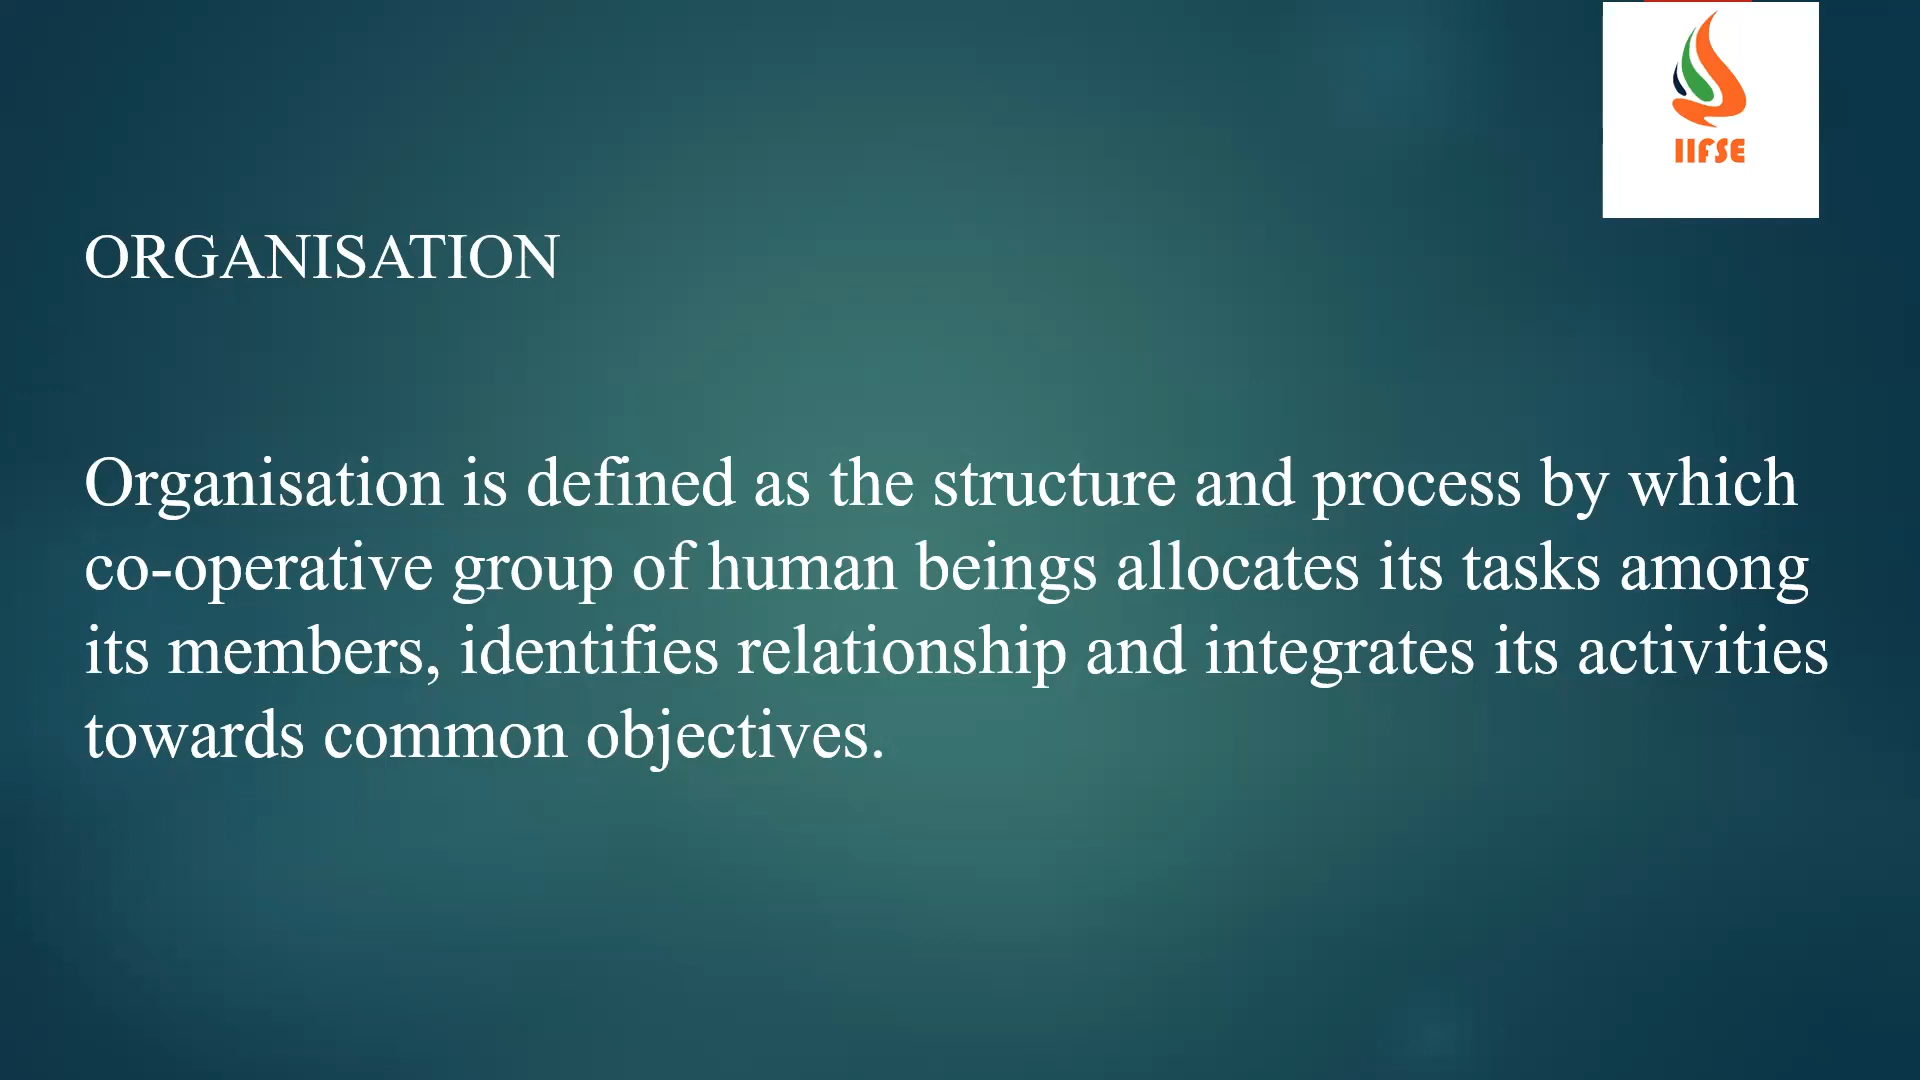 IIFSE
ORGANISATION
Organisation is defined as the structure and process by which
co-operative group of human beings allocates its tasks among
its members, identifies relationship and integrates its activities
towards common objectives.